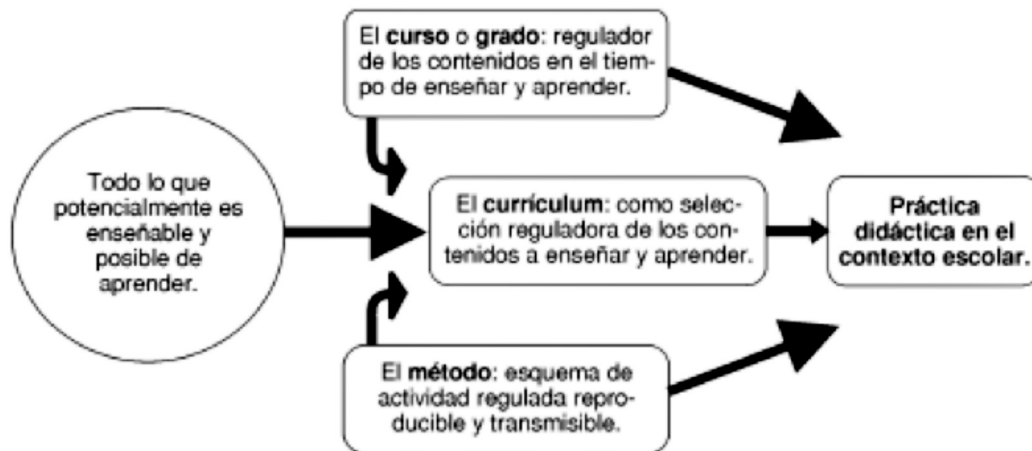 El curso o grado: regulador
de los contenidos en el tiem-
po de enseñar y aprender.
Todo lo que
potencialmente es
enseñable y
posible de
aprender.
El currículum: como selec-
ción reguladora de los con-
tenidos a enseñar y aprender.
Práctica
didáctica en el
contexto escolar.
El método: esquema de
actividad regulada repro-
ducible y transmisible.